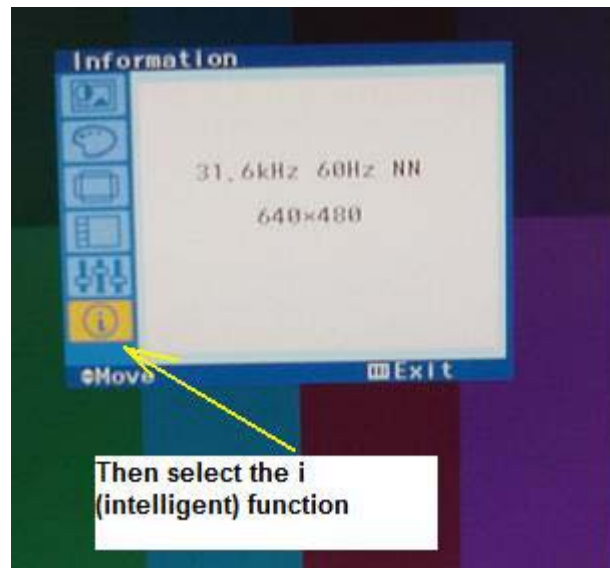 Information
31.6kHz 60Hz NN
640×480
i
Move
Exit
Then select the i
(intelligent) function